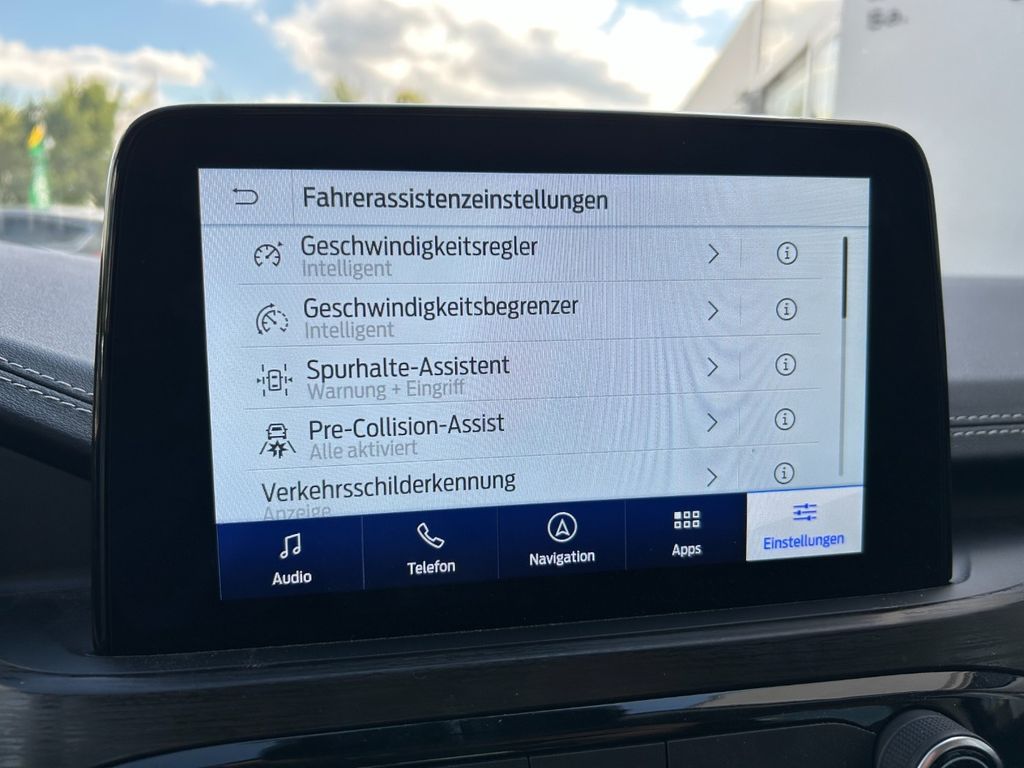 Fahrerassistenzeinstellungen
Geschwindigkeitsregler
Intelligent
Geschwindigkeitsbegrenzer
Intelligent
Spurhalte-Assistent
Warnung + Eingriff
Pre-Collision-Assist
Alle aktiviert
Verkehrsschilderkennung
Anzeige
Audio
Telefon
Navigation
Apps
Einstellungen